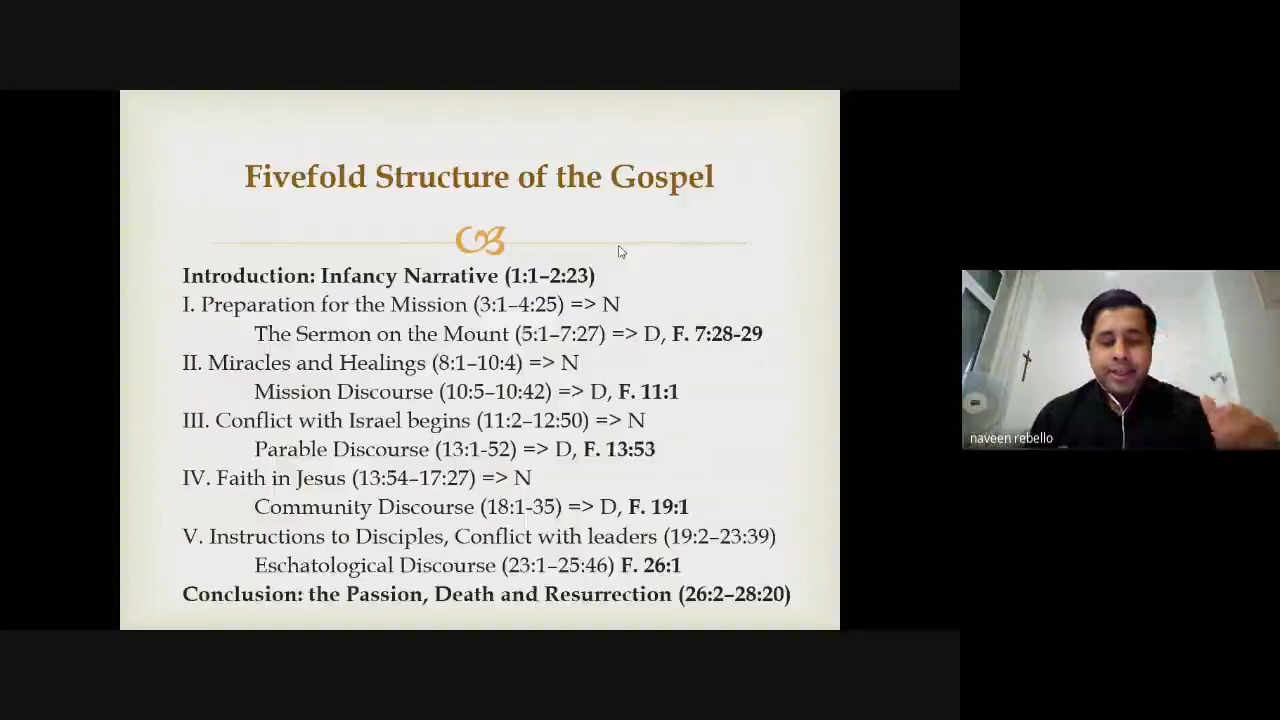 Fivefold Structure of the Gospel
Introduction: Infancy Narrative (1:1–2:23)
I. Preparation for the Mission (3:1–4:25) => N
The Sermon on the Mount (5:1–7:27) => D, F. 7:28-29
II. Miracles and Healings (8:1–10:4) => N
Mission Discourse (10:5–10:42) => D, F. 11:1
III. Conflict with Israel begins (11:2–12:50) => N
Parable Discourse (13:1-52) => D, F. 13:53
IV. Faith in Jesus (13:54–17:27) => N
Community Discourse (18:1-35) => D, F. 19:1
V. Instructions to Disciples, Conflict with leaders (19:2–23:39)
Eschatological Discourse (23:1–25:46) F. 26:1
Conclusion: the Passion, Death and Resurrection (26:2–28:20)
naveen rebello